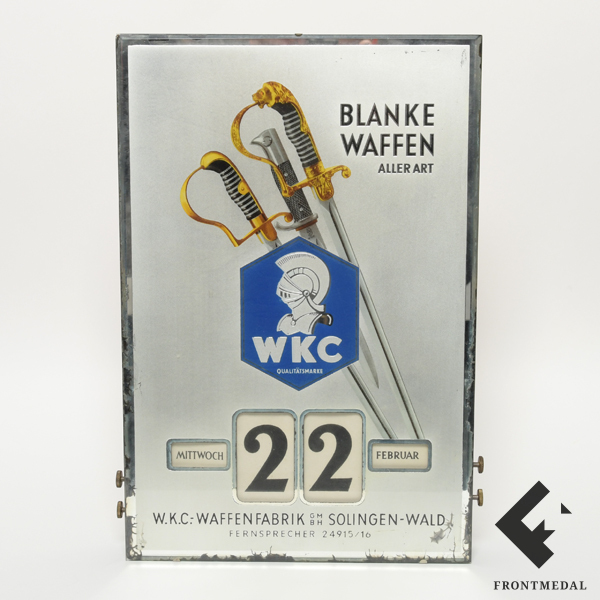 BLANKE
WAFFEN
ALLER ART
WKC
QUALITÄTSMARKE
MITTWOCH 22 FEBRUAR
W.K.C.-WAFFENFABRIK GMBH SOLINGEN-WALD
FERNSPRECHER 24915/16
FRONTMEDAL